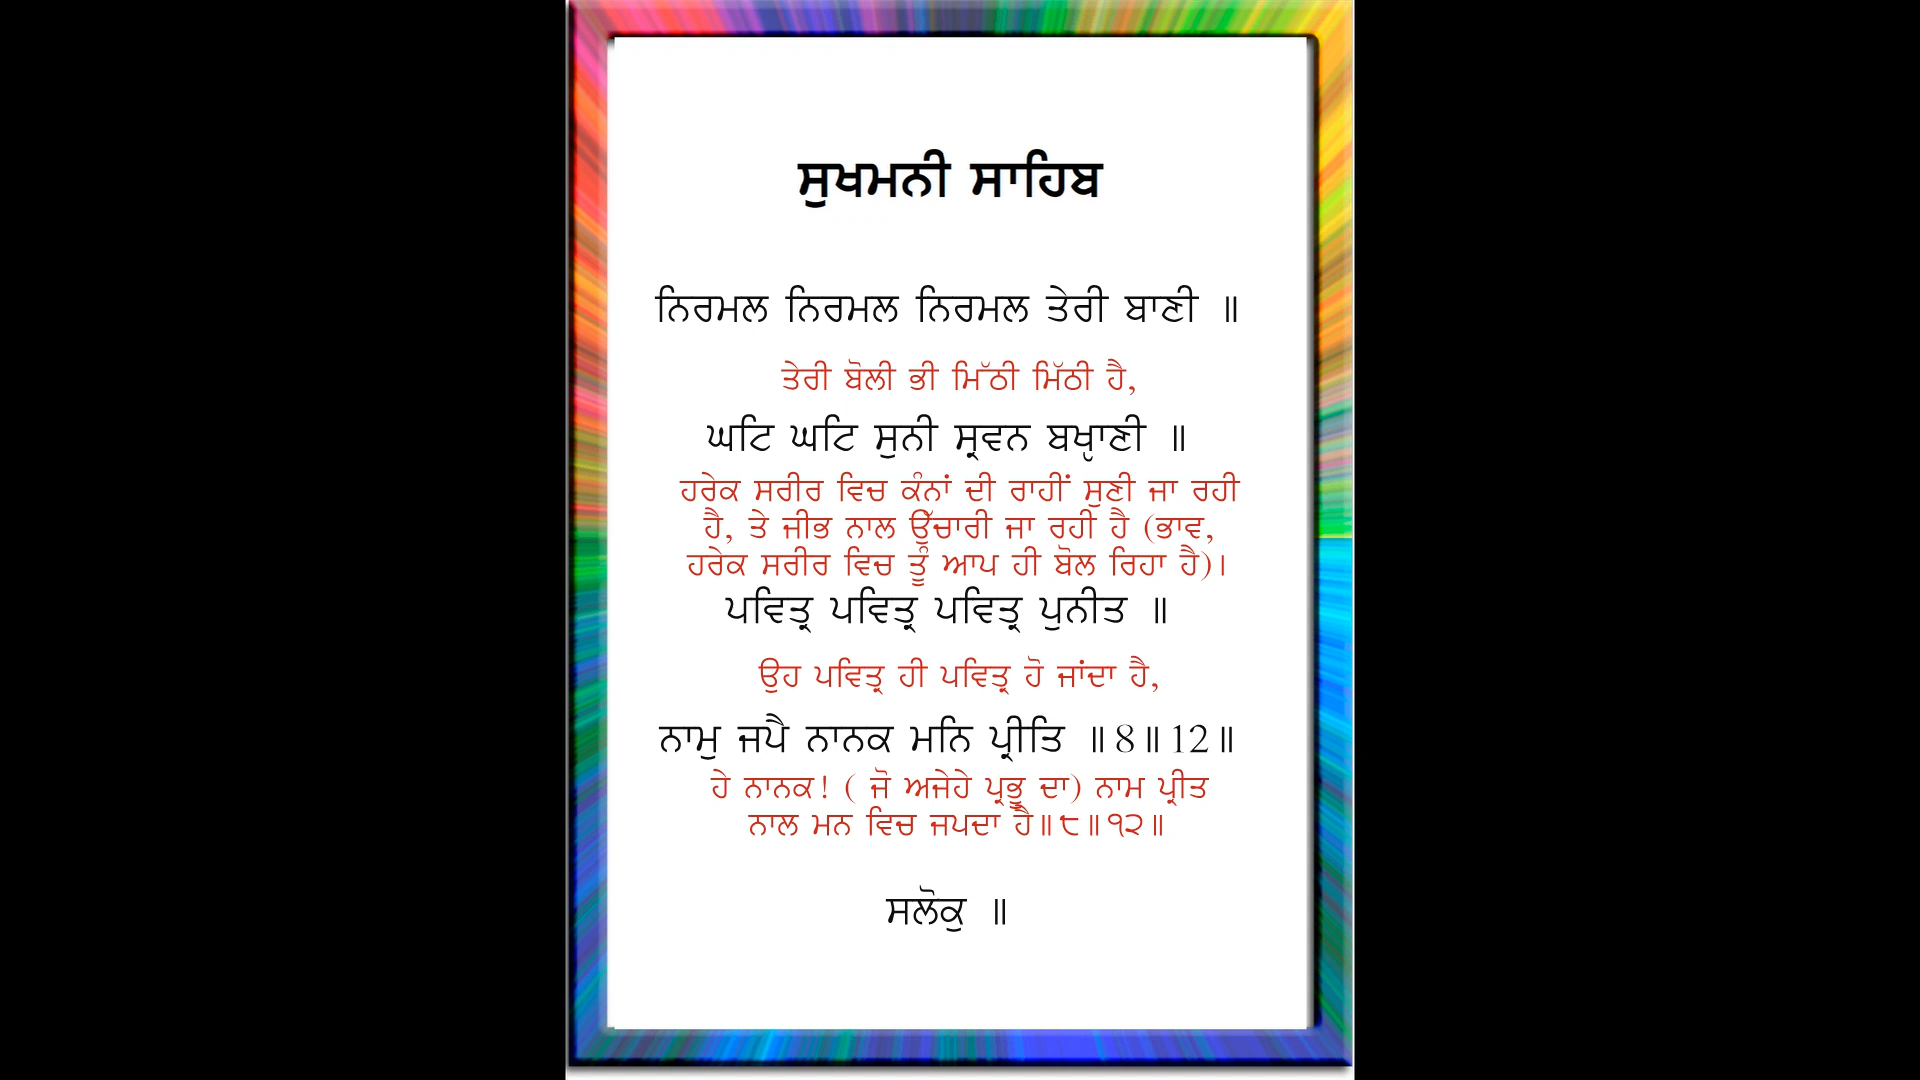 ਸੁਖਮਨੀ ਸਾਹਿਬ
ਨਿਰਮਲ ਨਿਰਮਲ ਨਿਰਮਲ ਤੇਰੀ ਬਾਣੀ ॥
ਤੇਰੀ ਬੋਲੀ ਭੀ ਮਿੱਠੀ ਮਿੱਠੀ ਹੈ,
ਘਟਿ ਘਟਿ ਸੁਨੀ ਸ੍ਰਵਨ ਬਖੵਾਣੀ ॥
ਹਰੇਕ ਸਰੀਰ ਵਿਚ ਕੰਨਾਂ ਦੀ ਰਾਹੀਂ ਸੁਣੀ ਜਾ ਰਹੀ
ਹੈ, ਤੇ ਜੀਭ ਨਾਲ ਉੱਚਾਰੀ ਜਾ ਰਹੀ ਹੈ (ਭਾਵ,
ਹਰੇਕ ਸਰੀਰ ਵਿਚ ਤੂੰ ਆਪ ਹੀ ਬੋਲ ਰਿਹਾ ਹੈ)।
ਪਵਿਤ੍ਰ ਪਵਿਤ੍ਰ ਪਵਿਤ੍ਰ ਪੁਨੀਤ ॥
ਉਹ ਪਵਿਤ੍ਰ ਹੀ ਪਵਿਤ੍ਰ ਹੋ ਜਾਂਦਾ ਹੈ,
ਨਾਮੁ ਜਪੈ ਨਾਨਕ ਮਨਿ ਪ੍ਰੀਤਿ ॥8॥12॥
ਹੇ ਨਾਨਕ! ( ਜੋ ਅਜੇਹੇ ਪ੍ਰਭੂ ਦਾ) ਨਾਮ ਪ੍ਰੀਤ
ਨਾਲ ਮਨ ਵਿਚ ਜਪਦਾ ਹੈ॥੮॥੧੨॥
ਸਲੋਕੁ ॥